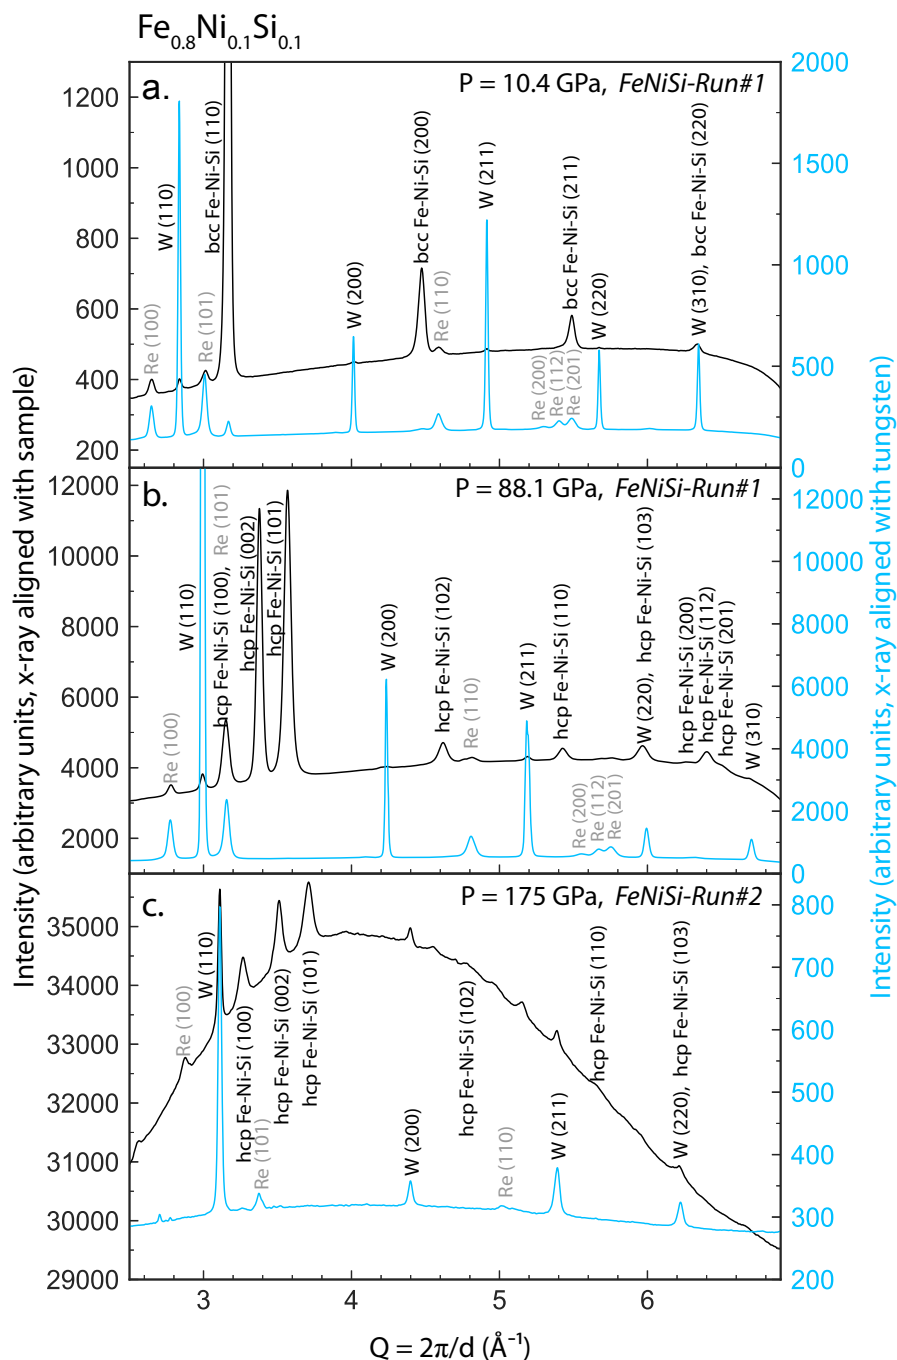 Fe0.8Ni0.1Si0.1
a.
P = 10.4 GPa, FeNiSi-Run#1
Re (100)
W (110)
Re (101)
bcc Fe-Ni-Si (110)
W (200)
bcc Fe-Ni-Si (200)
Re (110)
W (211)
Re (200)
Re (112)
Re (201)
bcc Fe-Ni-Si (211)
W (220)
W (310), bcc Fe-Ni-Si (220)
1200
1000
800
600
400
200
2000
1500
1000
500
0
b.
P = 88.1 GPa, FeNiSi-Run#1
Re (100)
W (110)
hcp Fe-Ni-Si (100), Re (101)
hcp Fe-Ni-Si (002)
hcp Fe-Ni-Si (101)
W (200)
hcp Fe-Ni-Si (102)
Re (110)
W (211)
hcp Fe-Ni-Si (110)
Re (200)
Re (112)
Re (201)
W (220), hcp Fe-Ni-Si (103)
hcp Fe-Ni-Si (200)
hcp Fe-Ni-Si (112)
hcp Fe-Ni-Si (201)
W (310)
12000
10000
8000
6000
4000
2000
12000
10000
8000
6000
4000
2000
0
c.
P = 175 GPa, FeNiSi-Run#2
Re (100)
W (110)
hcp Fe-Ni-Si (100)
Re (101)
hcp Fe-Ni-Si (002)
hcp Fe-Ni-Si (101)
W (200)
hcp Fe-Ni-Si (102)
Re (110)
W (211)
hcp Fe-Ni-Si (110)
W (220), hcp Fe-Ni-Si (103)
35000
34000
33000
32000
31000
30000
29000
800
700
600
500
400
300
200
3
4
5
6
Q = 2π/d (Å⁻¹)
Intensity (arbitrary units, x-ray aligned with sample)
Intensity (arbitrary units, x-ray aligned with tungsten)